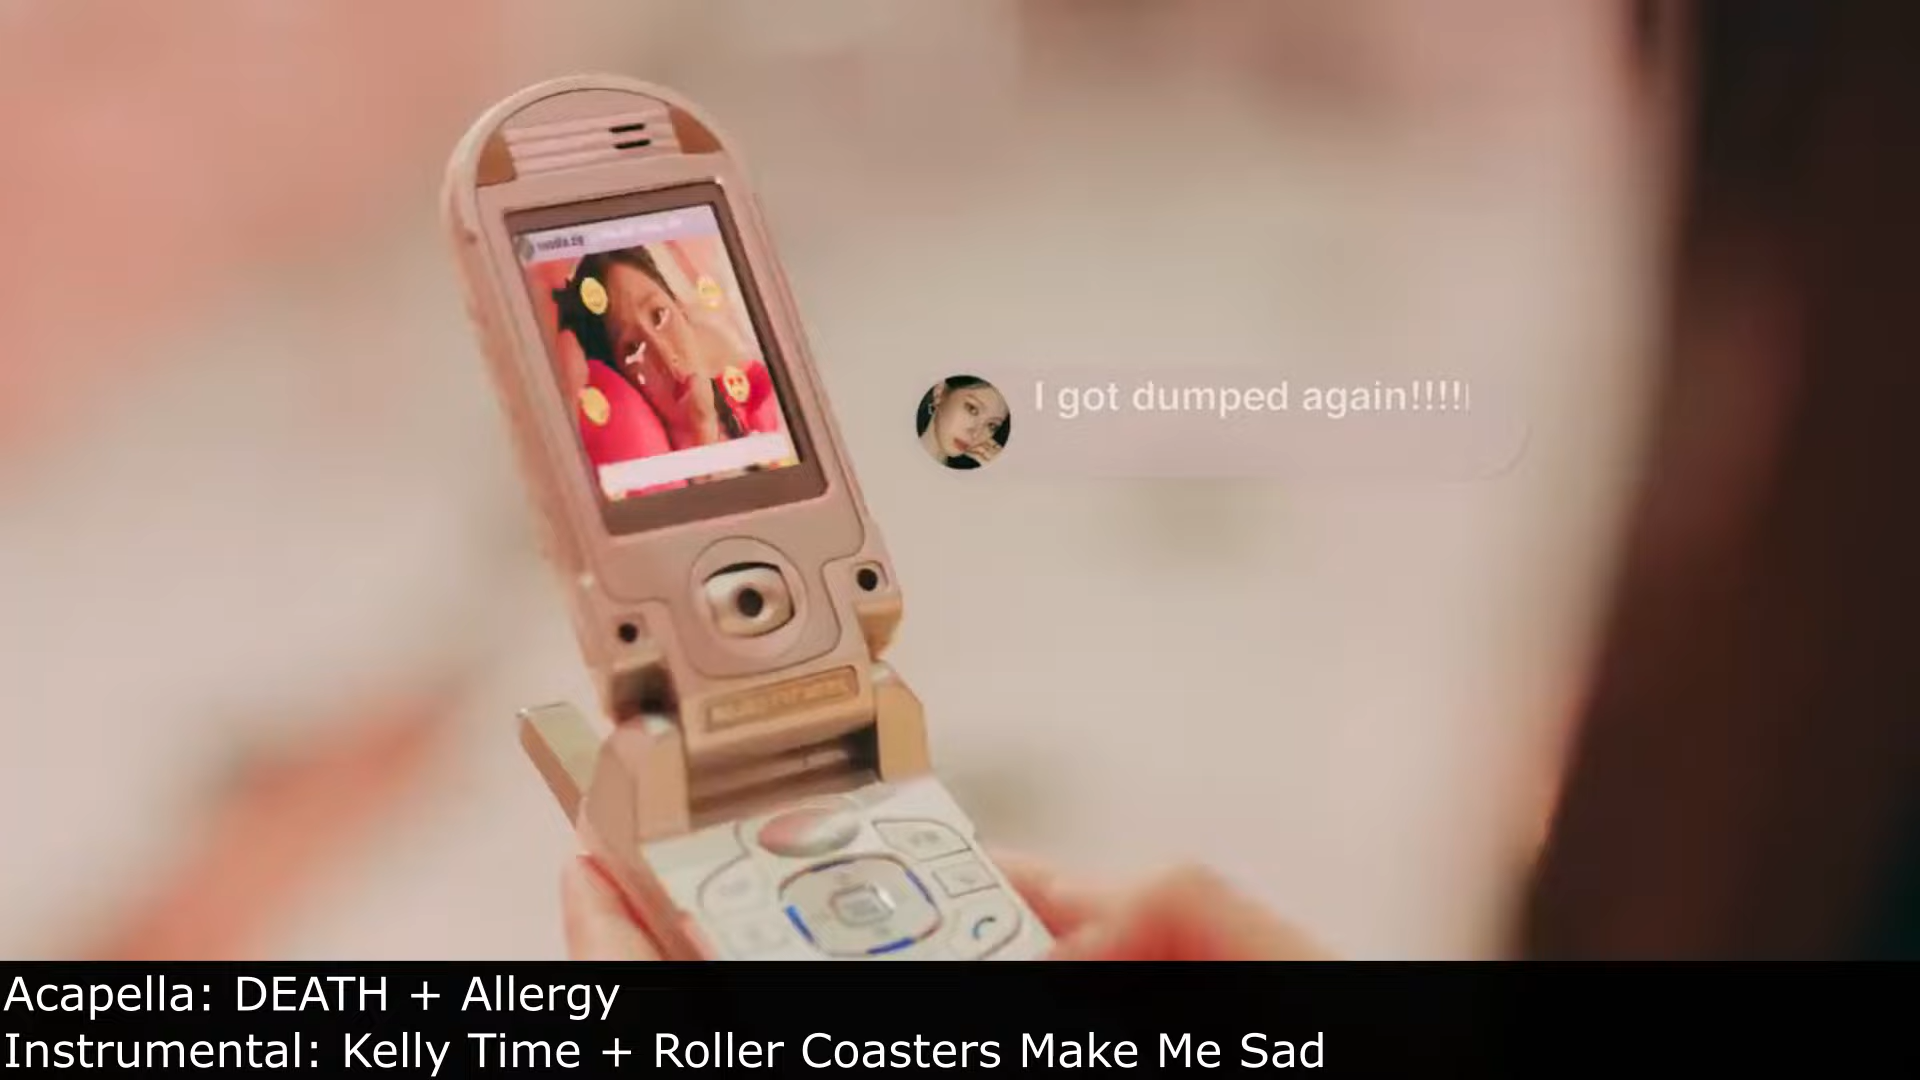 I got dumped again!!!!
Acapella: DEATH + Allergy
Instrumental: Kelly Time + Roller Coasters Make Me Sad